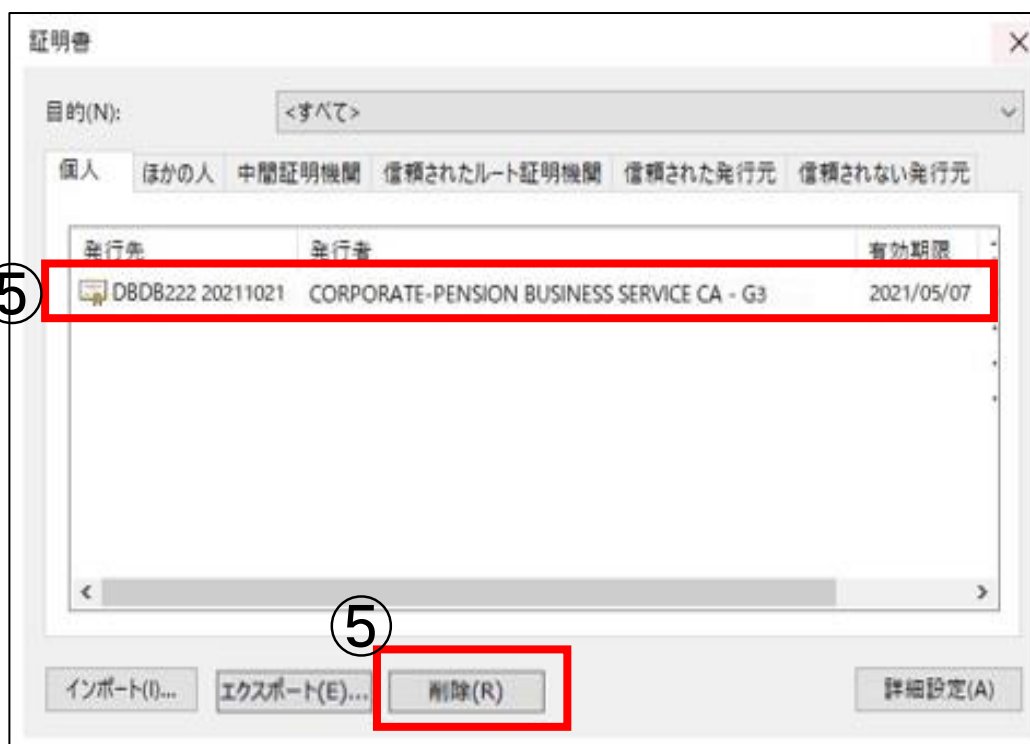 証明書
目的(N): <すべて>
個人 ほかの人 中間証明機関 信頼されたルート証明機関 信頼された発行元 信頼されない発行元
発行先 発行者 有効期限
⑤ DBDB222 20211021 CORPORATE-PENSION BUSINESS SERVICE CA - G3 2021/05/07
⑤
インポート(I)... エクスポート(E)... 削除(R) 詳細設定(A)